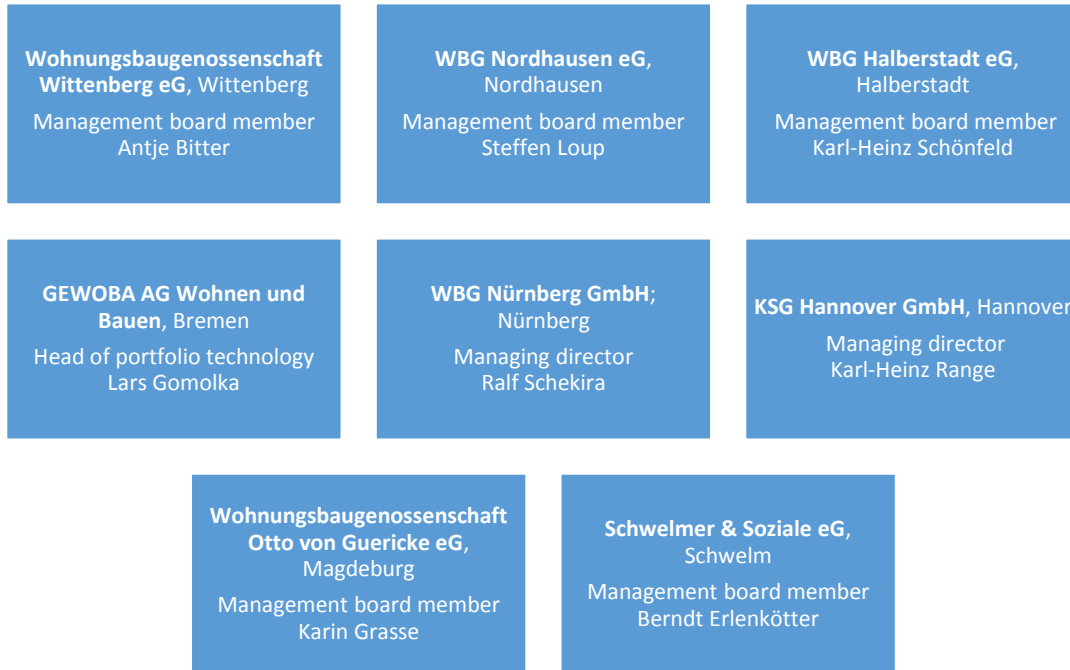 Wohnungsbaugenossenschaft
Wittenberg eG, Wittenberg
Management board member
Antje Bitter
WBG Nordhausen eG,
Nordhausen
Management board member
Steffen Loup
WBG Halberstadt eG,
Halberstadt
Management board member
Karl-Heinz Schönfeld
GEWOBA AG Wohnen und
Bauen, Bremen
Head of portfolio technology
Lars Gomolka
WBG Nürnberg GmbH;
Nürnberg
Managing director
Ralf Schekira
KSG Hannover GmbH, Hannover
Managing director
Karl-Heinz Range
Wohnungsbaugenossenschaft
Otto von Guericke eG,
Magdeburg
Management board member
Karin Grasse
Schwelmer & Soziale eG,
Schwelm
Management board member
Berndt Erlenkötter